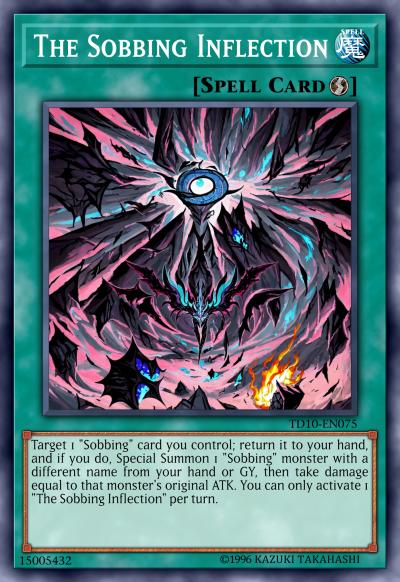 The Sobbing Inflection
SPELL
魔
[Spell Card]
TD10-EN075
Target 1 "Sobbing" card you control; return it to your hand,
and if you do, Special Summon 1 "Sobbing" monster with a
different name from your hand or GY, then take damage
equal to that monster's original ATK. You can only activate 1
"The Sobbing Inflection" per turn.
15005432
©1996 KAZUKI TAKAHASHI